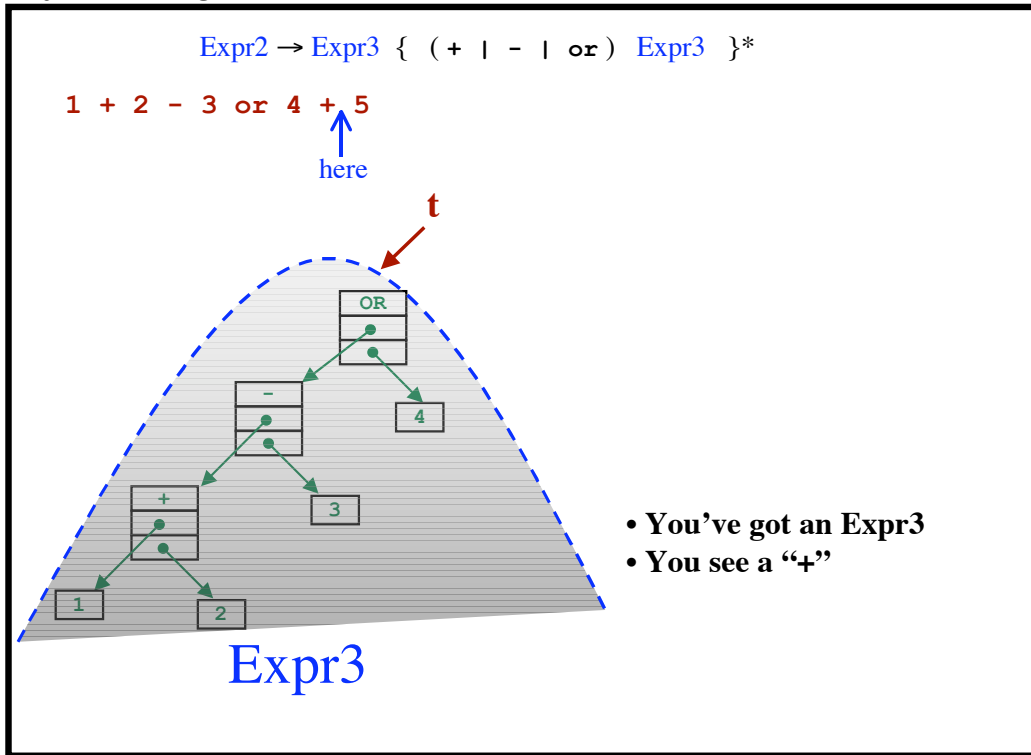 Expr2 → Expr3 { ( + | - | or ) Expr3 }*
1 + 2 - 3 or 4 + 5
here
t
OR
-
4
+
3
1
2
• You’ve got an Expr3
• You see a “+”
Expr3